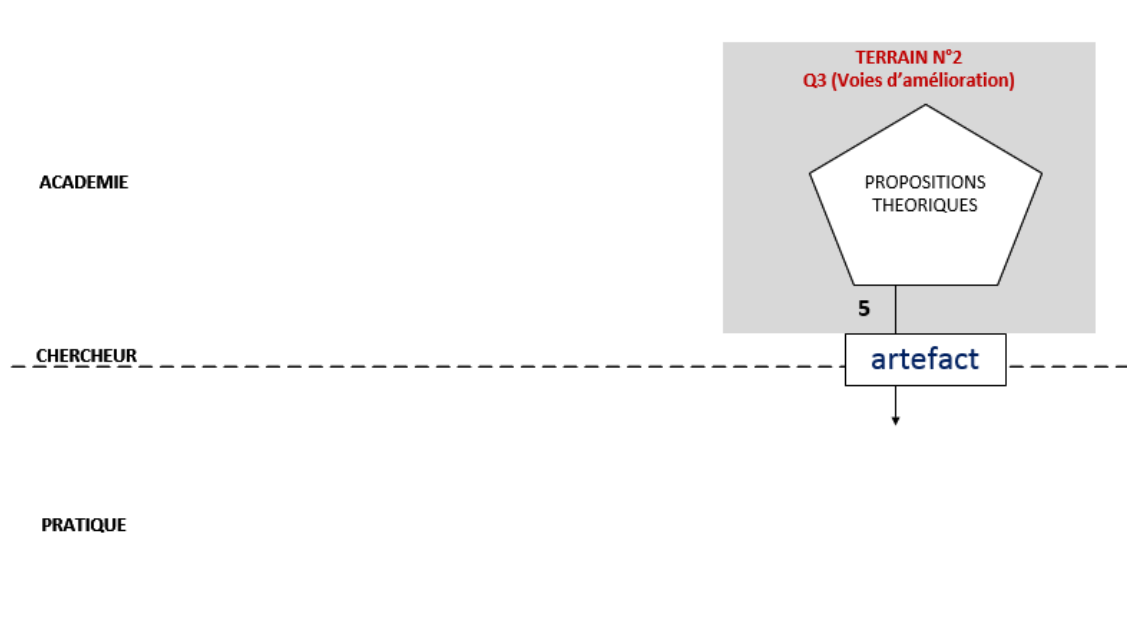 TERRAIN N°2
Q3 (Voies d'amélioration)
ACADEMIE
PROPOSITIONS
THEORIQUES
5
CHERCHEUR
artefact
PRATIQUE